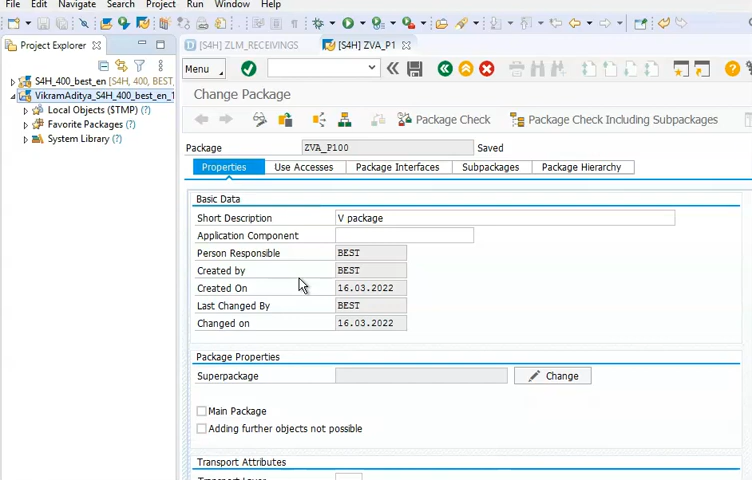 File Edit Navigate Search Project Run Window Help
Project Explorer
[S4H] ZLM_RECEIVINGS
[S4H] ZVA_P1
S4H_400_best_en [S4H, 400, BEST,
VikramAditya_S4H_400_best_en_1
Local Objects ($TMP) (?)
Favorite Packages (?)
System Library (?)
Menu
Change Package
Package Check
Package Check Including Subpackages
Package ZVA_P100 Saved
Properties Use Accesses Package Interfaces Subpackages Package Hierarchy
Basic Data
Short Description V package
Application Component
Person Responsible BEST
Created by BEST
Created On 16.03.2022
Last Changed By BEST
Changed on 16.03.2022
Package Properties
Superpackage Change
Main Package
Adding further objects not possible
Transport Attributes
Transport Layer